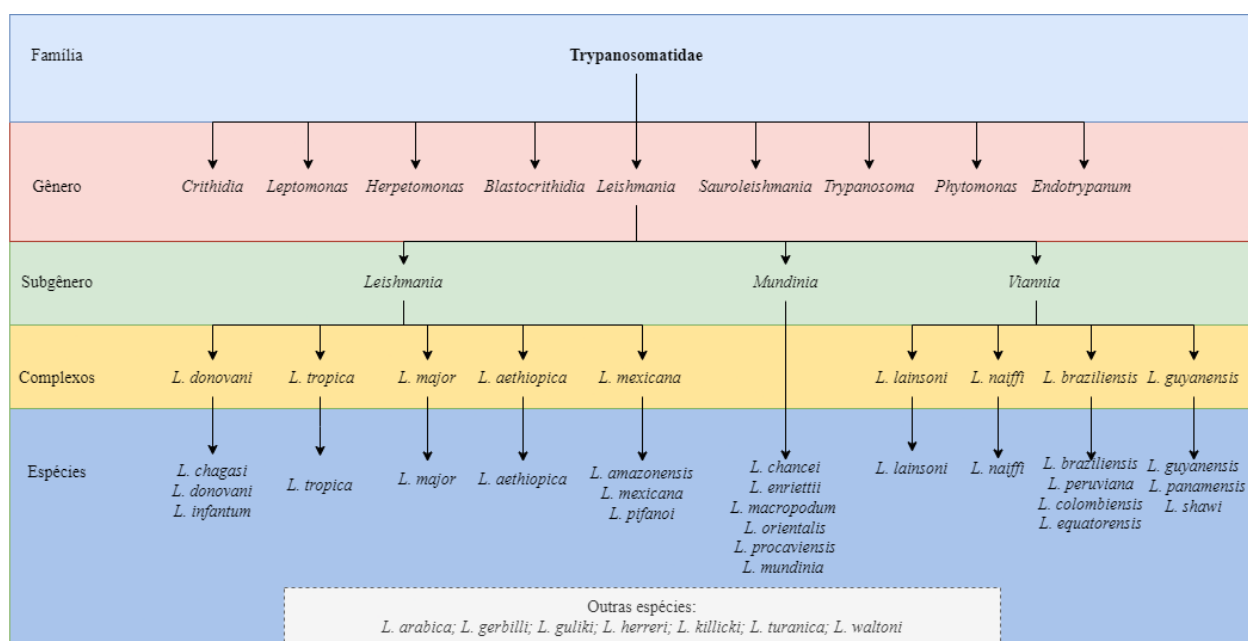 Família
Trypanosomatidae
Gênero
Crithidia Leptomonas Herpetomonas Blastocrithidia Leishmania Sauroleishmania Trypanosoma Phytomonas Endotrypanum
Subgênero
Leishmania Mundinia Viannia
Complexos
L. donovani L. tropica L. major L. aethiopica L. mexicana L. lainsoni L. naiffi L. braziliensis L. guyanensis
Espécies
L. chagasi
L. donovani
L. infantum
L. tropica
L. major
L. aethiopica
L. amazonensis
L. mexicana
L. pifanoi
L. chancei
L. enriettii
L. macropodum
L. orientalis
L. procaviensis
L. mundinia
L. lainsoni
L. naiffi
L. braziliensis
L. peruviana
L. colombiensis
L. equatorensis
L. guyanensis
L. panamensis
L. shawi
Outras espécies:
L. arabica; L. gerbilli; L. guliki; L. herreri; L. killicki; L. turanica; L. waltoni